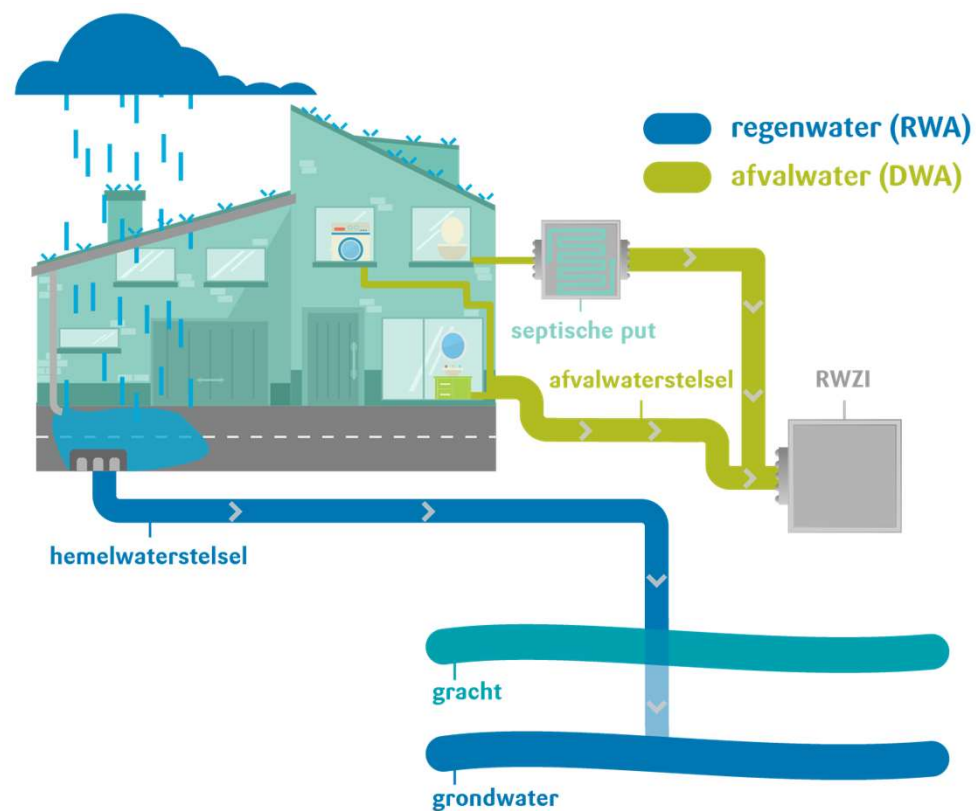 regenwater (RWA)
afvalwater (DWA)
septische put
afvalwaterstelsel
RWZI
hemelwaterstelsel
gracht
grondwater